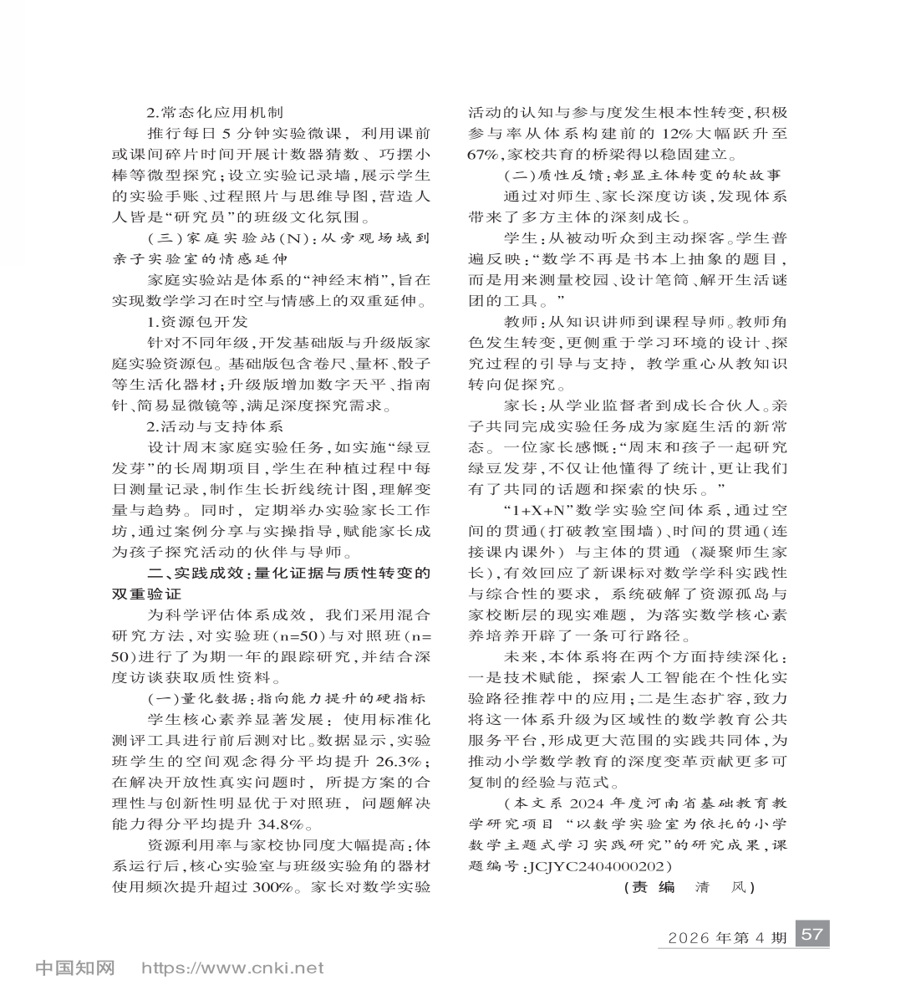 2.常态化应用机制
推行每日 5 分钟实验微课，利用课前
或课间碎片时间开展计数器猜数、巧摆小
棒等微型探究；设立实验记录墙，展示学生
的实验手账、过程照片与思维导图，营造人
人皆是“研究员”的班级文化氛围。
（三）家庭实验站（N）：从旁观场域到
亲子实验室的情感延伸
家庭实验站是体系的“神经末梢”，旨在
实现数学学习在时空与情感上的双重延伸。
1.资源包开发
针对不同年级，开发基础版与升级版家
庭实验资源包。基础版包含卷尺、量杯、骰子
等生活化器材；升级版增加数字天平、指南
针、简易显微镜等，满足深度探究需求。
2.活动与支持体系
设计周末家庭实验任务，如实施“绿豆
发芽”的长周期项目，学生在种植过程中每
日测量记录，制作生长折线统计图，理解变
量与趋势。同时，定期举办实验家长工作
坊，通过案例分享与实操指导，赋能家长成
为孩子探究活动的伙伴与导师。
二、实践成效：量化证据与质性转变的
双重验证
为科学评估体系成效，我们采用混合
研究方法，对实验班（n=50）与对照班（n=
50）进行了为期一年的跟踪研究，并结合深
度访谈获取质性资料。
（一）量化数据：指向能力提升的硬指标
学生核心素养显著发展：使用标准化
测评工具进行前后测对比。数据显示，实验
班学生的空间观念得分平均提升 26.3%；
在解决开放性真实问题时，所提方案的合
理性与创新性明显优于对照班，问题解决
能力得分平均提升 34.8%。
资源利用率与家校协同度大幅提高：体
系运行后，核心实验室与班级实验角的器材
使用频次提升超过 300%。家长对数学实验
活动的认知与参与度发生根本性转变，积极
参与率从体系构建前的 12%大幅跃升至
67%，家校共育的桥梁得以稳固建立。
（二）质性反馈：彰显主体转变的软故事
通过对师生、家长深度访谈，发现体系
带来了多方主体的深刻成长。
学生：从被动听众到主动探客。学生普
遍反映：“数学不再是书本上抽象的题目，
而是用来测量校园、设计笔筒、解开生活谜
团的工具。”
教师：从知识讲师到课程导师。教师角
色发生转变，更侧重于学习环境的设计、探
究过程的引导与支持，教学重心从教知识
转向促探究。
家长：从学业监督者到成长合伙人。亲
子共同完成实验任务成为家庭生活的新常
态。一位家长感慨：“周末和孩子一起研究
绿豆发芽，不仅让他懂得了统计，更让我们
有了共同的话题和探索的快乐。”
“1+X+N”数学实验空间体系，通过空
间的贯通（打破教室围墙）、时间的贯通（连
接课内课外）与主体的贯通（凝聚师生家
长），有效回应了新课标对数学学科实践性
与综合性的要求，系统破解了资源孤岛与
家校断层的现实难题，为落实数学核心素
养培养开辟了一条可行路径。
未来，本体系将在两个方面持续深化：
一是技术赋能，探索人工智能在个性化实
验路径推荐中的应用；二是生态扩容，致力
将这一体系升级为区域性的数学教育公共
服务平台，形成更大范围的实践共同体，为
推动小学数学教育的深度变革贡献更多可
复制的经验与范式。
（本文系 2024 年度河南省基础教育教
学研究项目“以数学实验室为依托的小学
数学主题式学习实践研究”的研究成果，课
题编号：JCJYC2404000202）
（责 编 清 风）
2026 年第 4 期 57
中国知网 https://www.cnki.net